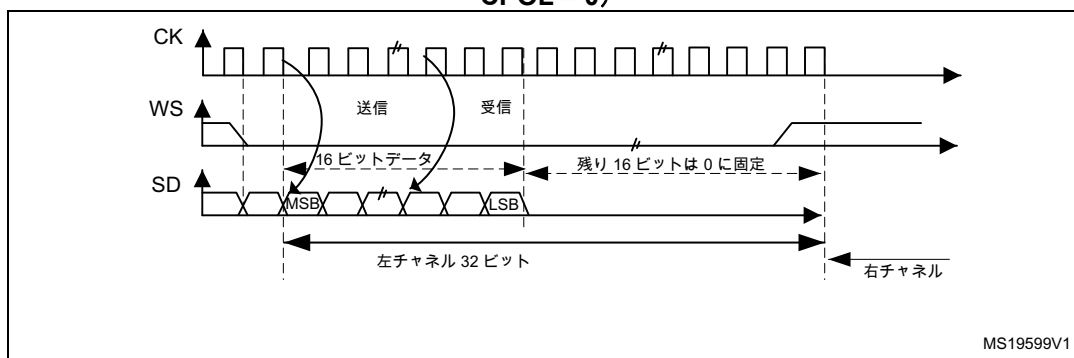 CK
WS
送信
受信
16 ビットデータ
残り 16 ビットは 0 に固定
SD
MSB
LSB
左チャネル 32 ビット
右チャネル
MS19599V1